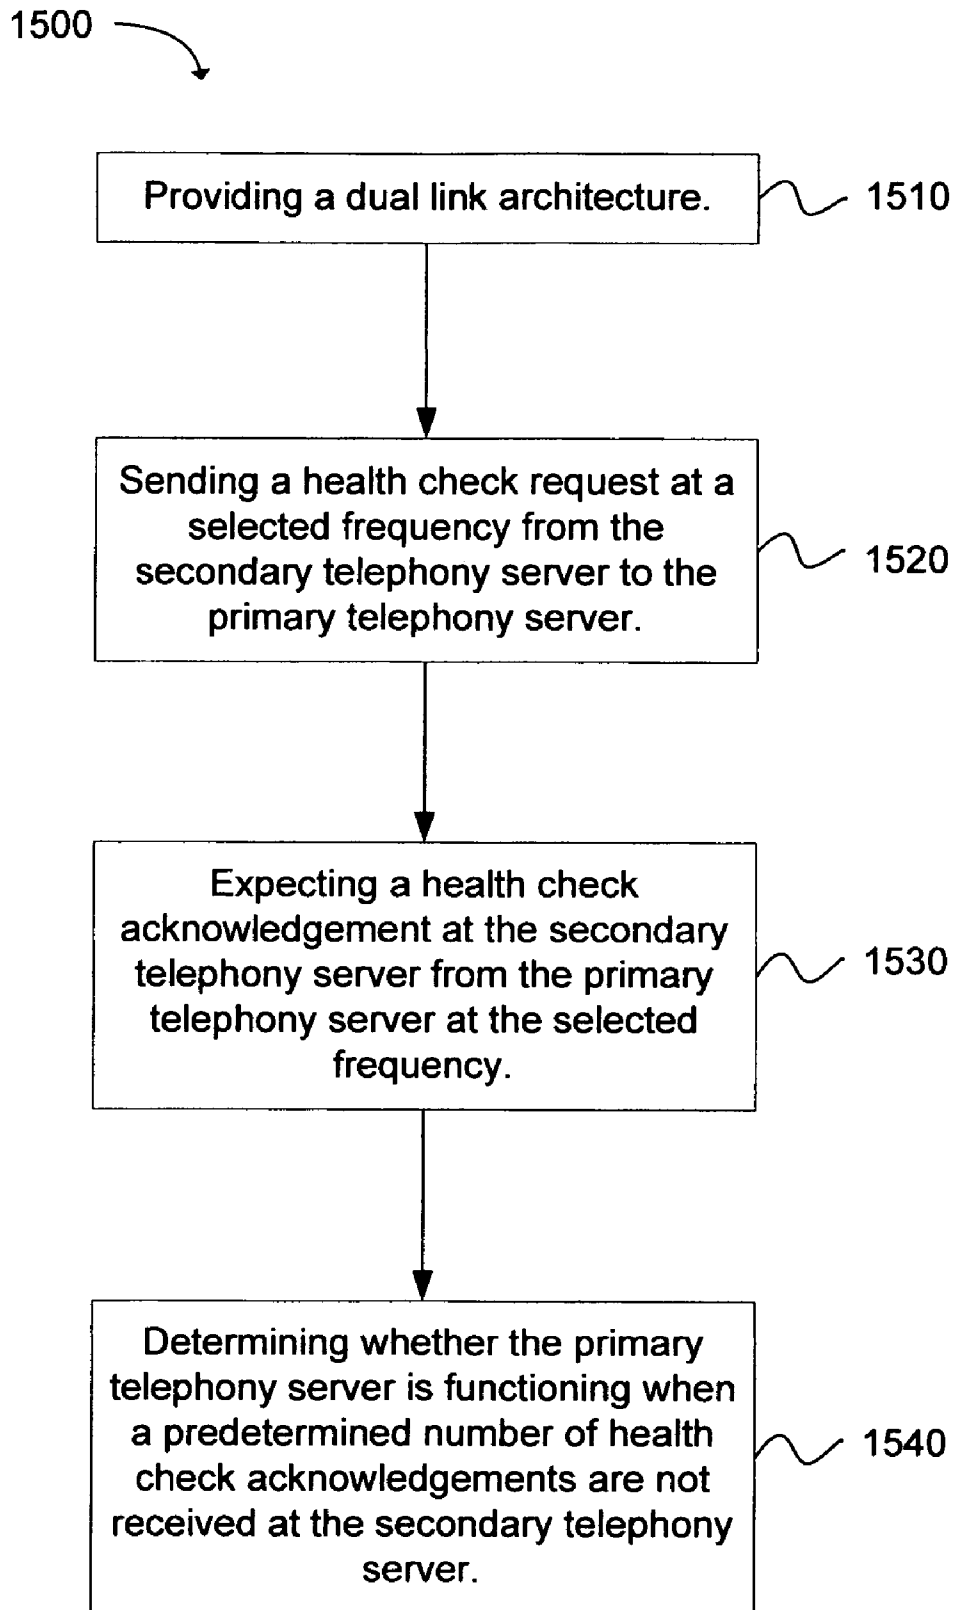 1500
Providing a dual link architecture.
1510
Sending a health check request at a
selected frequency from the
secondary telephony server to the
primary telephony server.
1520
Expecting a health check
acknowledgement at the secondary
telephony server from the primary
telephony server at the selected
frequency.
1530
Determining whether the primary
telephony server is functioning when
a predetermined number of health
check acknowledgements are not
received at the secondary telephony
server.
1540